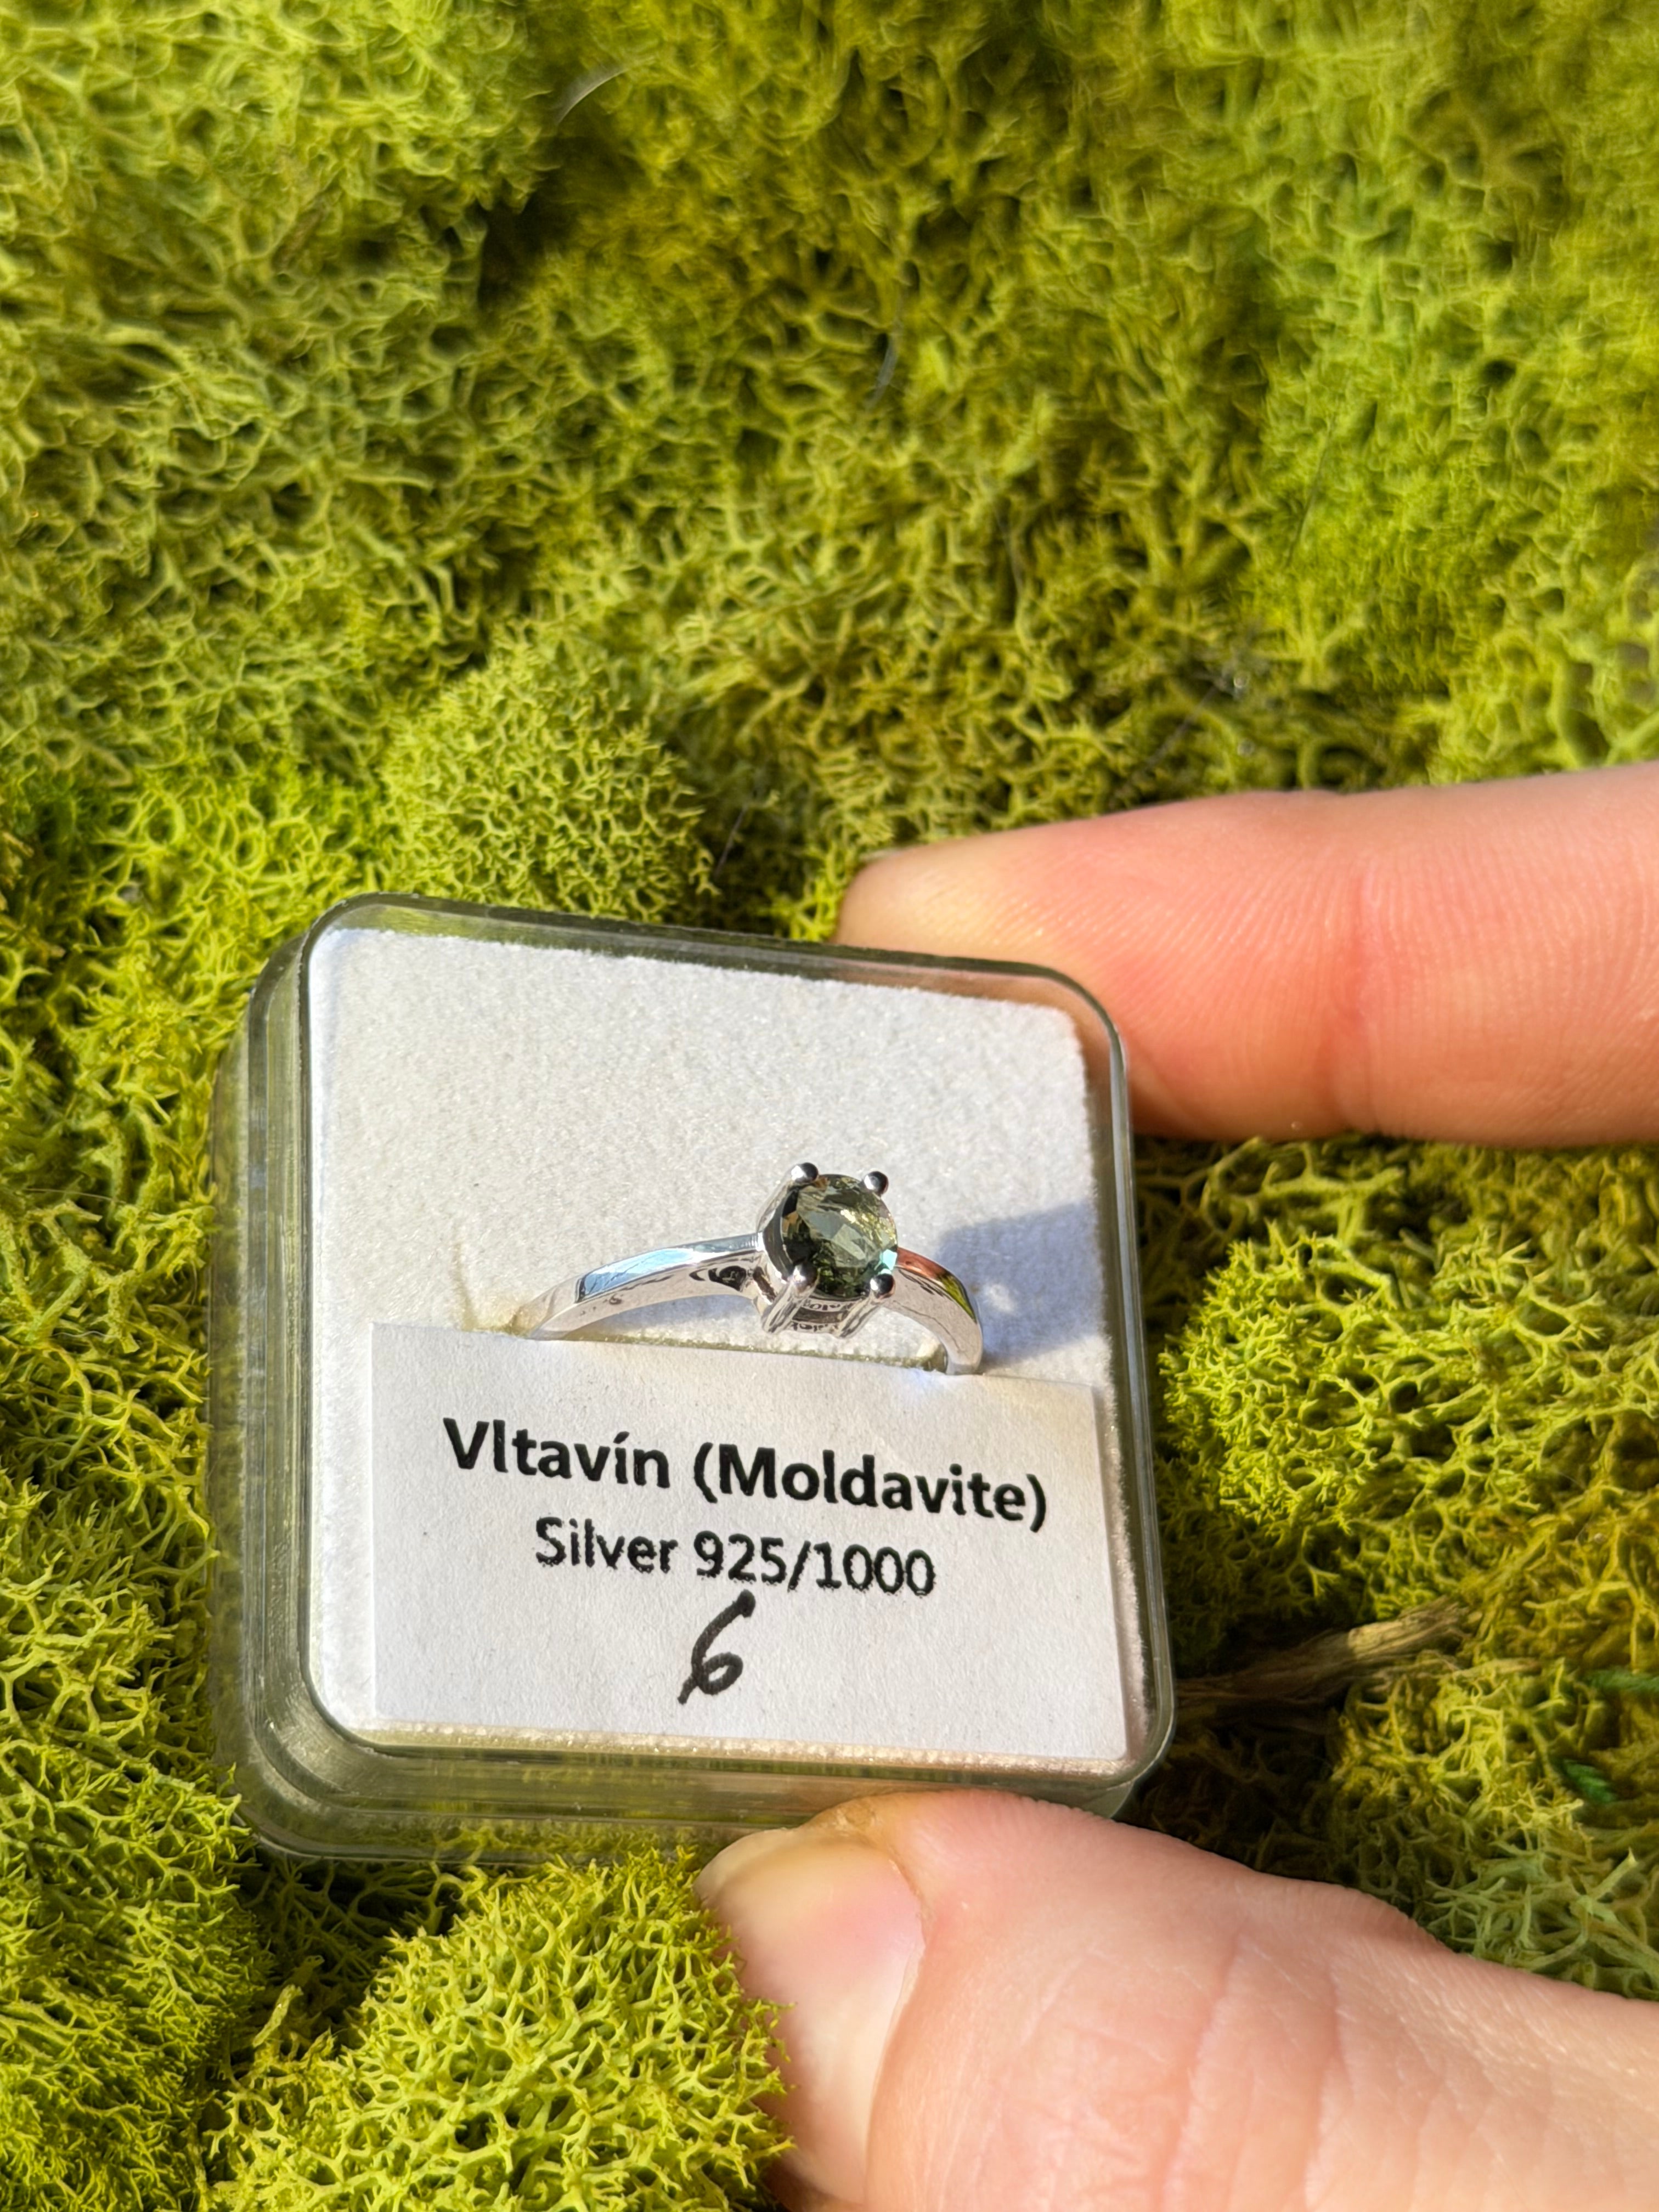 Vltavín (Moldavite)
Silver 925/1000
6